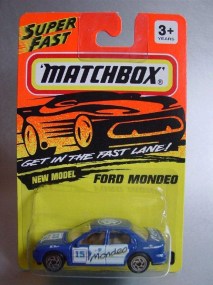 SUPER
FAST
3+
YEARS
MATCHBOX®
GET IN THE FAST LANE!
NEW MODEL
FORD MONDEO
15
Mondeo